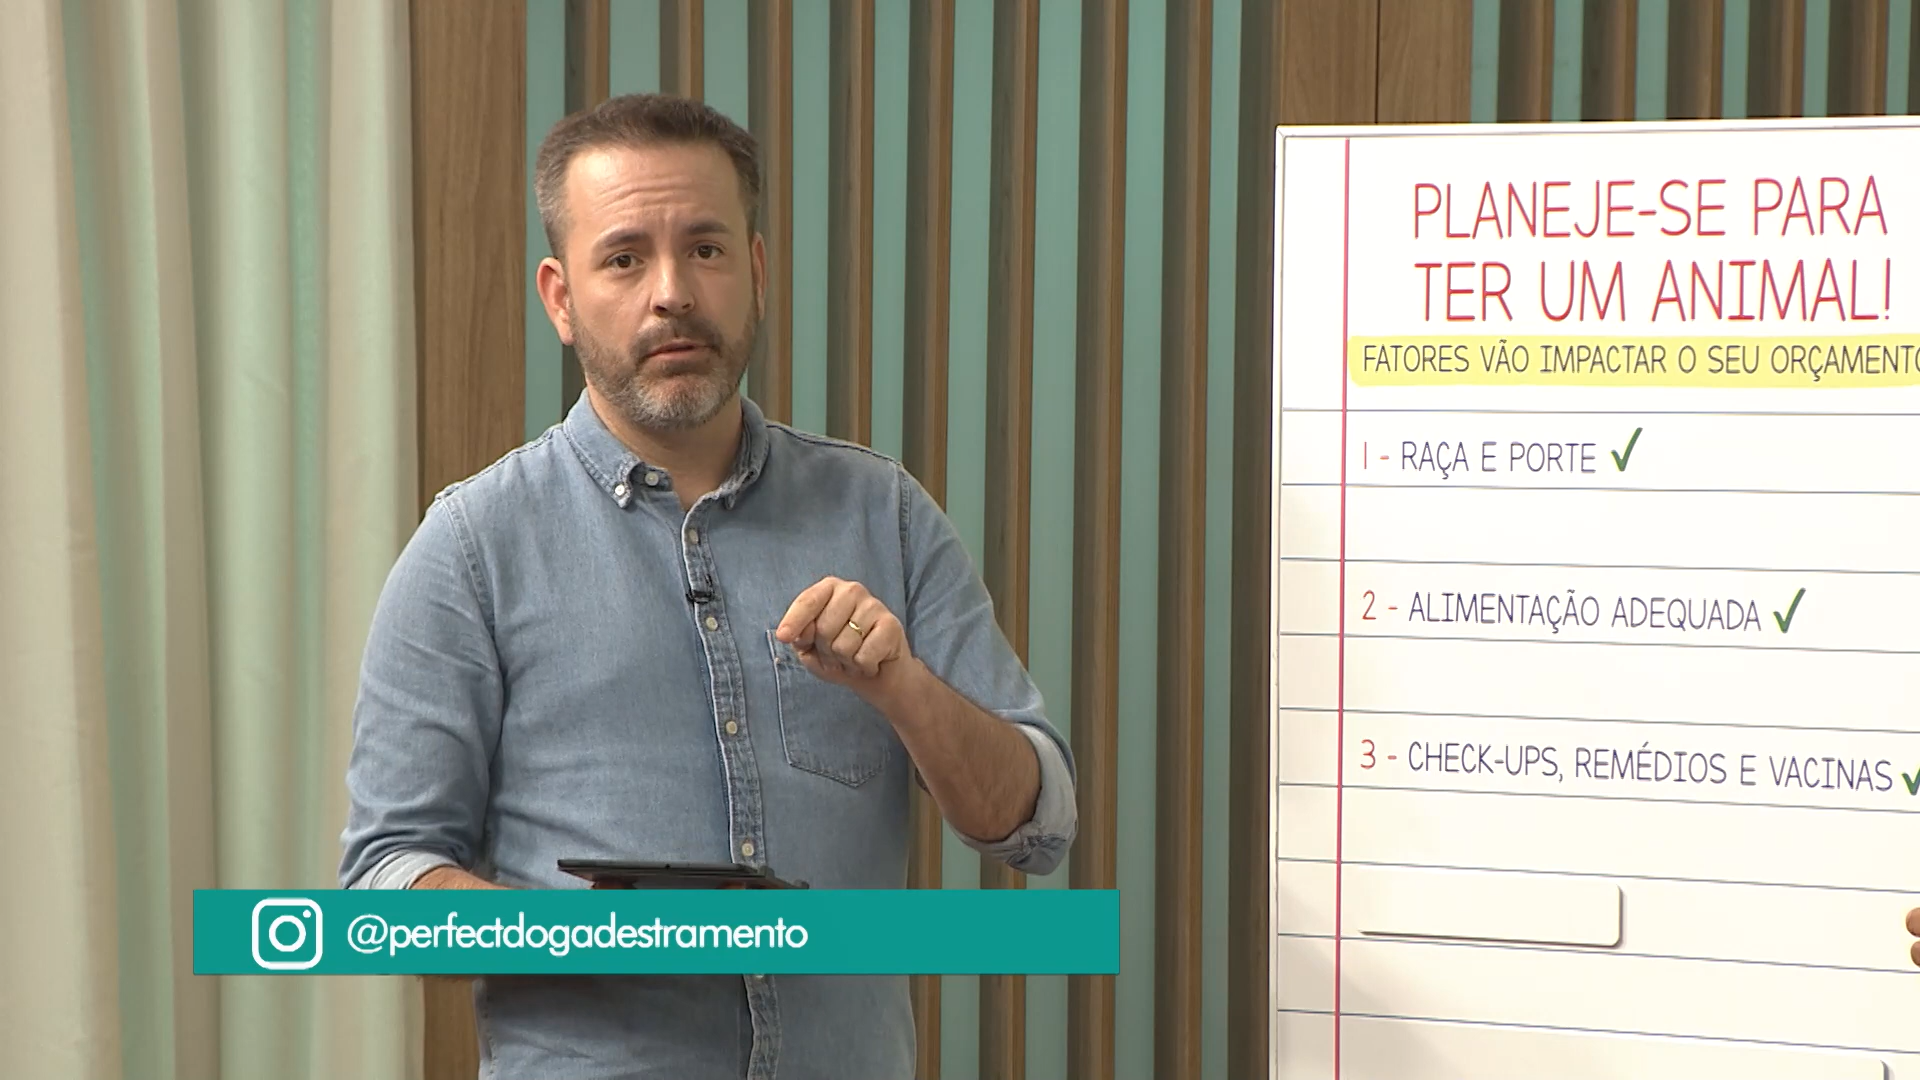 PLANEJE-SE PARA
TER UM ANIMAL!
FATORES VÃO IMPACTAR O SEU ORÇAMENTO
1 - RAÇA E PORTE ✓
2 - ALIMENTAÇÃO ADEQUADA ✓
3 - CHECK-UPS, REMÉDIOS E VACINAS ✓
@perfectdogadestramento